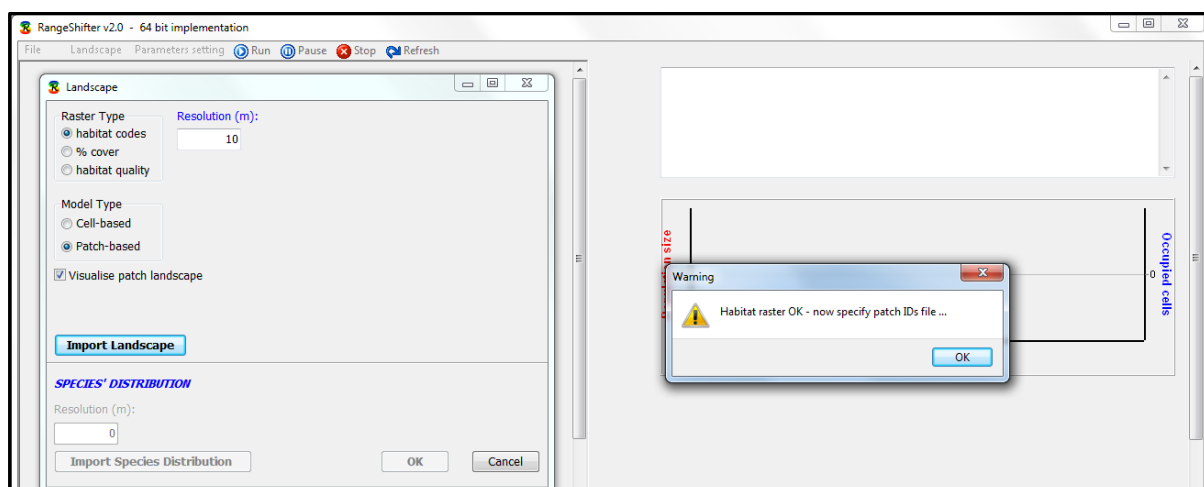 RangeShifter v2.0 - 64 bit implementation
File Landscape Parameters setting Run Pause Stop Refresh
Landscape
Raster Type
habitat codes
% cover
habitat quality
Resolution (m):
10
Model Type
Cell-based
Patch-based
Visualise patch landscape
Import Landscape
SPECIES' DISTRIBUTION
Resolution (m):
0
Import Species Distribution OK Cancel
size
Occupied cells
0
Warning
Habitat raster OK - now specify patch IDs file ...
OK